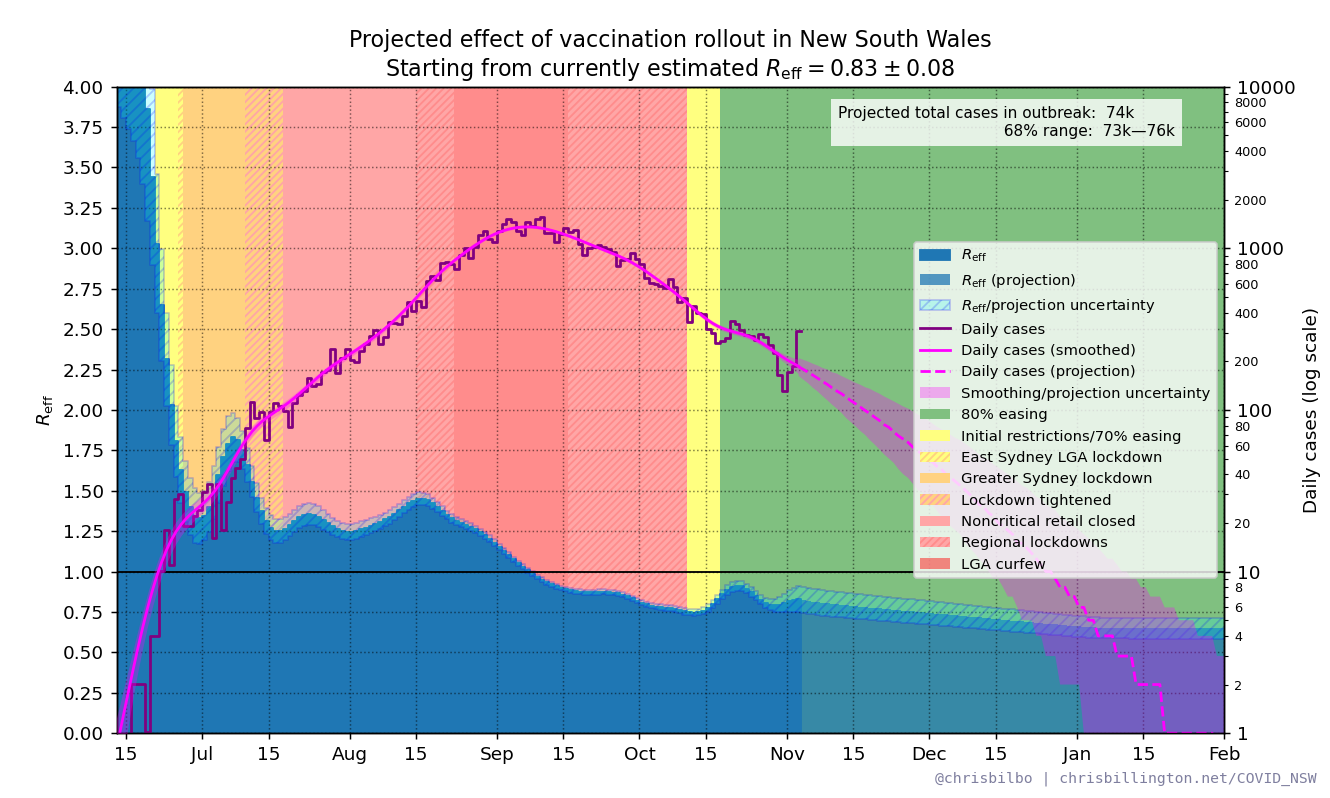 Projected effect of vaccination rollout in New South Wales
Starting from currently estimated Reff = 0.83 ± 0.08
Projected total cases in outbreak: 74k
68% range: 73k—76k
4.00
3.75
3.50
3.25
3.00
2.75
2.50
2.25
2.00
1.75
1.50
1.25
1.00
0.75
0.50
0.25
0.00
Reff
10000
8000
6000
4000
2000
1000
800
600
400
200
100
80
60
40
20
10
8
6
4
2
1
Daily cases (log scale)
Reff
Reff (projection)
Reff/projection uncertainty
Daily cases
Daily cases (smoothed)
Daily cases (projection)
Smoothing/projection uncertainty
80% easing
Initial restrictions/70% easing
East Sydney LGA lockdown
Greater Sydney lockdown
Lockdown tightened
Noncritical retail closed
Regional lockdowns
LGA curfew
15 Jul 15 Aug 15 Sep 15 Oct 15 Nov 15 Dec 15 Jan 15 Feb
@chrisbilbo | chrisbillington.net/COVID_NSW